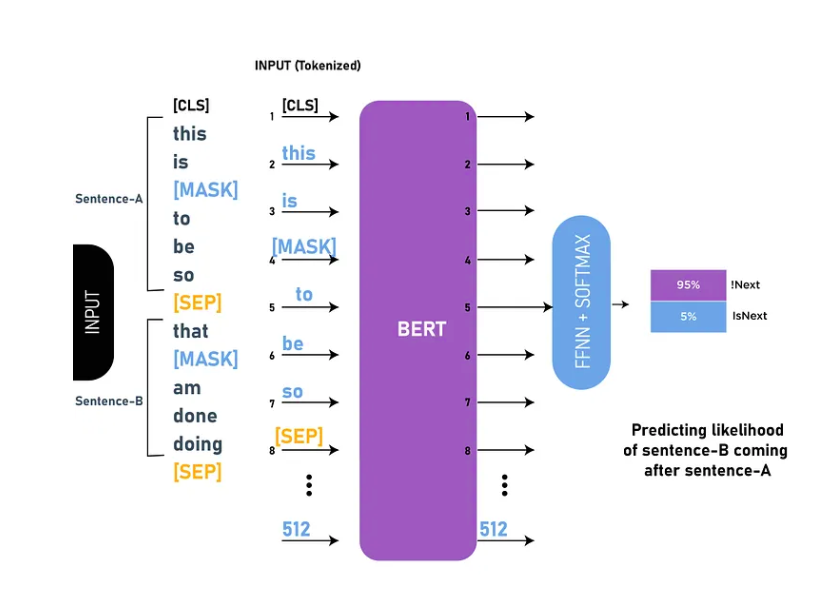 INPUT (Tokenized)
INPUT
Sentence-A
Sentence-B
[CLS]
this
is
[MASK]
to
be
so
[SEP]
that
[MASK]
am
done
doing
[SEP]
1 [CLS]
2 this
3 is
4 [MASK]
5 to
6 be
7 so
8 [SEP]
512
BERT
1
2
3
4
5
6
7
8
512
FFNN + SOFTMAX
95% !Next
5% IsNext
Predicting likelihood
of sentence-B coming
after sentence-A